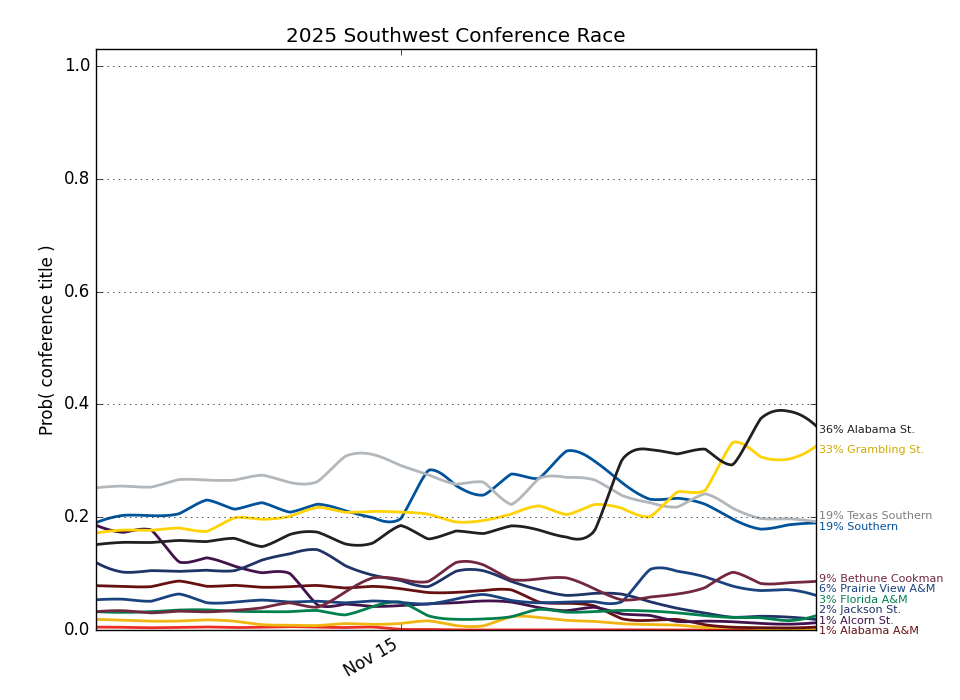 2025 Southwest Conference Race
Prob( conference title )
1.0
0.8
0.6
0.4
0.2
0.0
Nov 15
36% Alabama St.
33% Grambling St.
19% Texas Southern
19% Southern
9% Bethune Cookman
6% Prairie View A&M
3% Florida A&M
2% Jackson St.
1% Alcorn St.
1% Alabama A&M